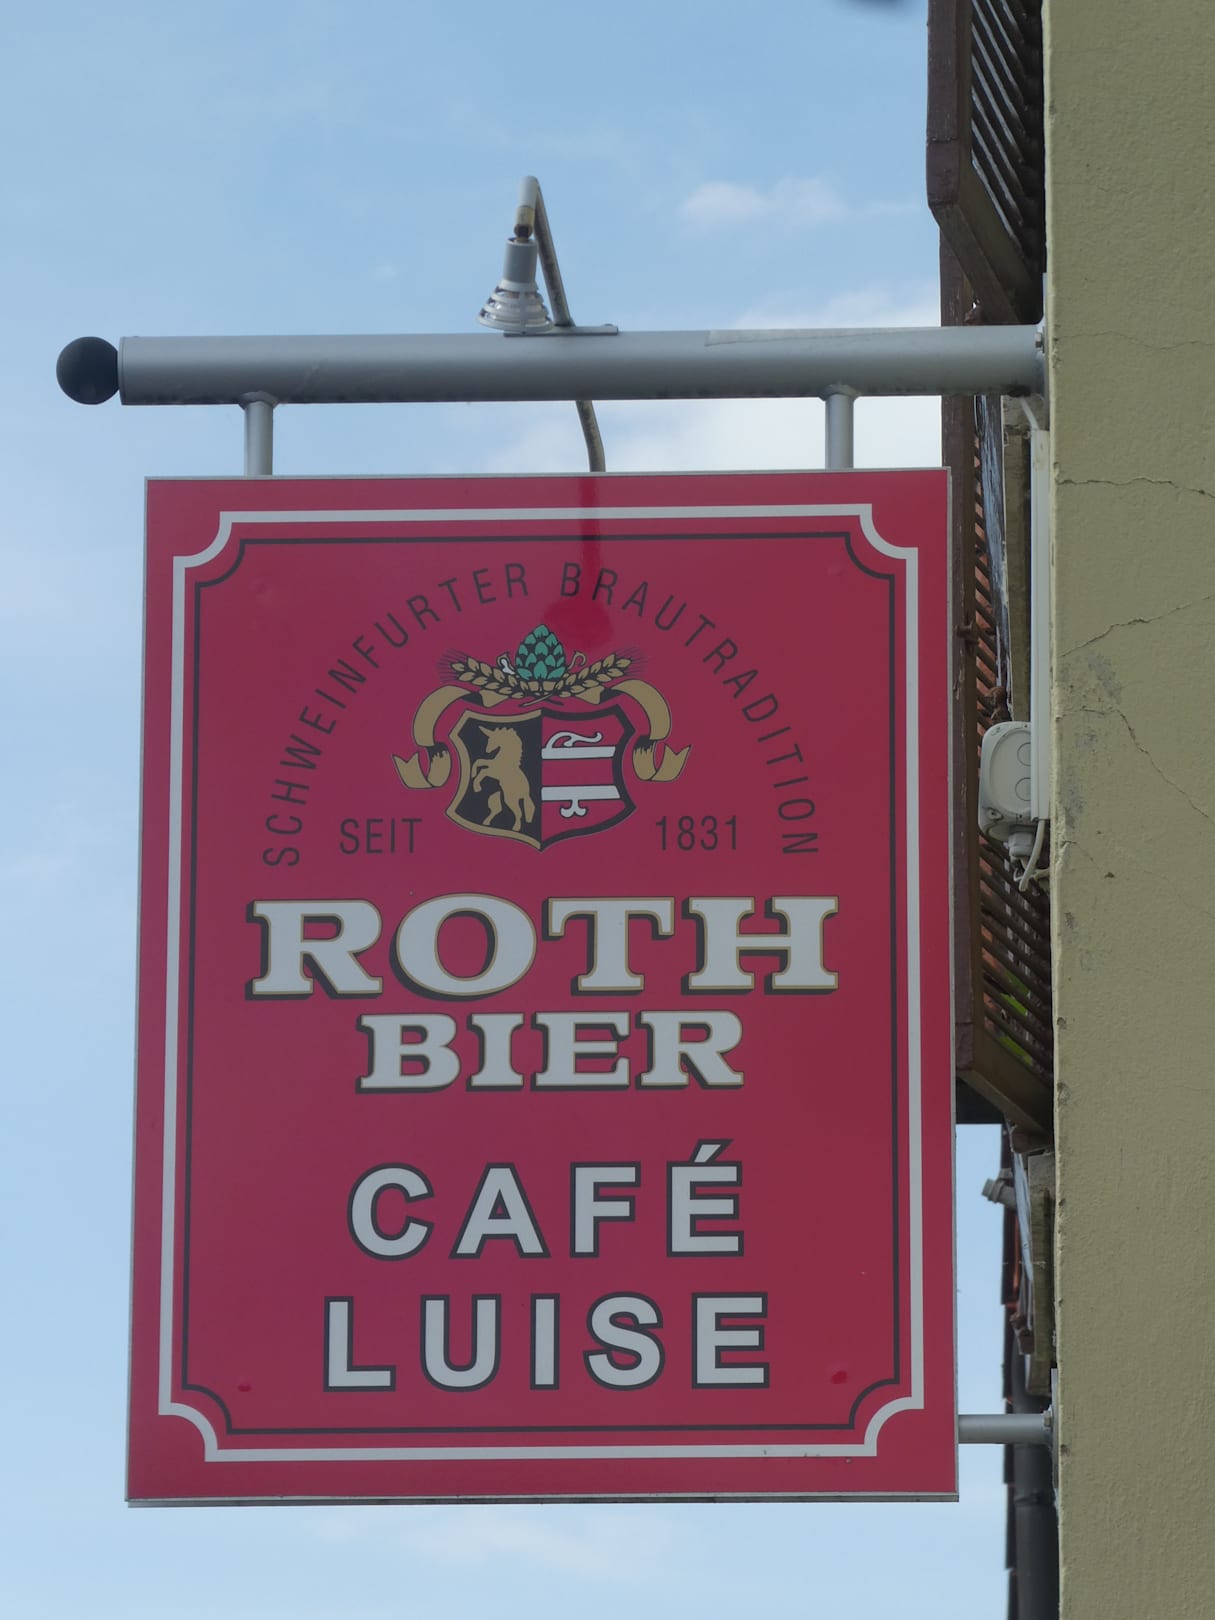 SCHWEINFURTER BRAUTRADITION
SEIT 1831
ROTH
BIER
CAFÉ
LUISE